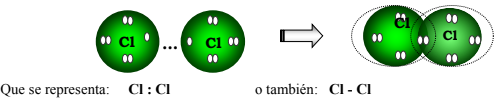 Cl ... Cl Cl Cl
Que se representa: Cl : Cl o también: Cl - Cl